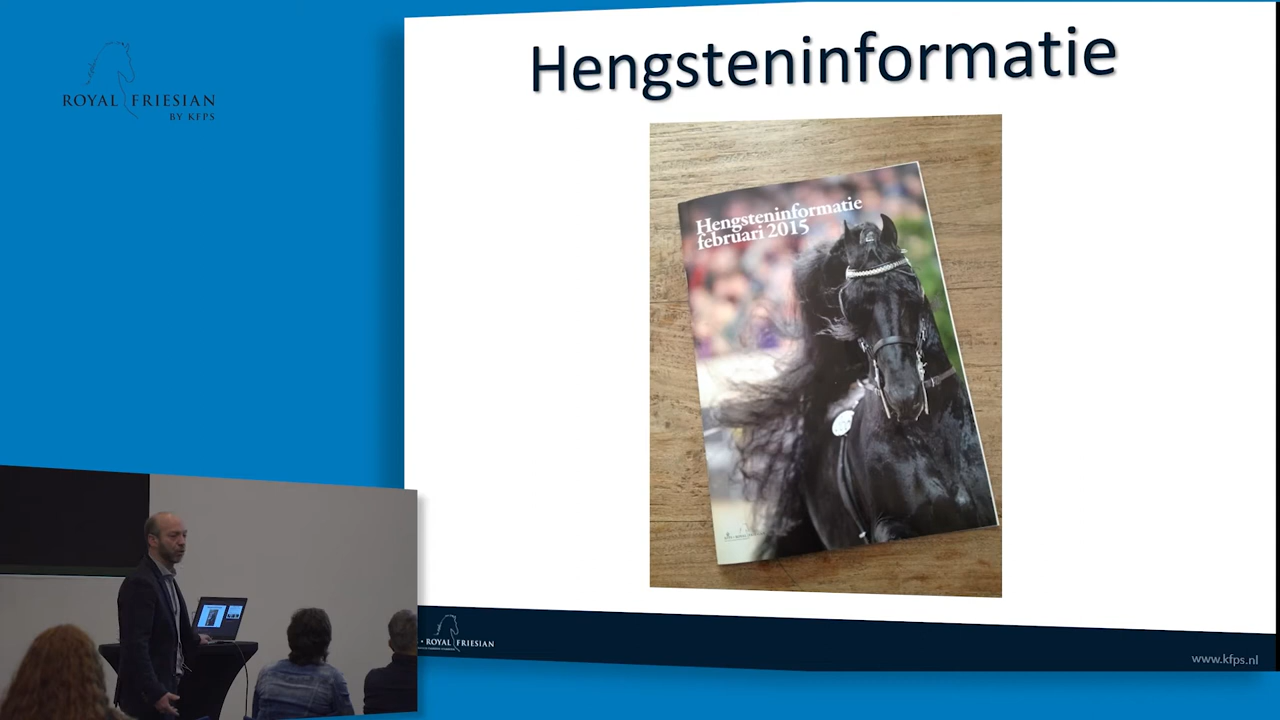 ROYAL FRIESIAN
BY KFPS
Hengsteninformatie
Hengsteninformatie
februari 2015
ROYAL FRIESIAN
www.kfps.nl